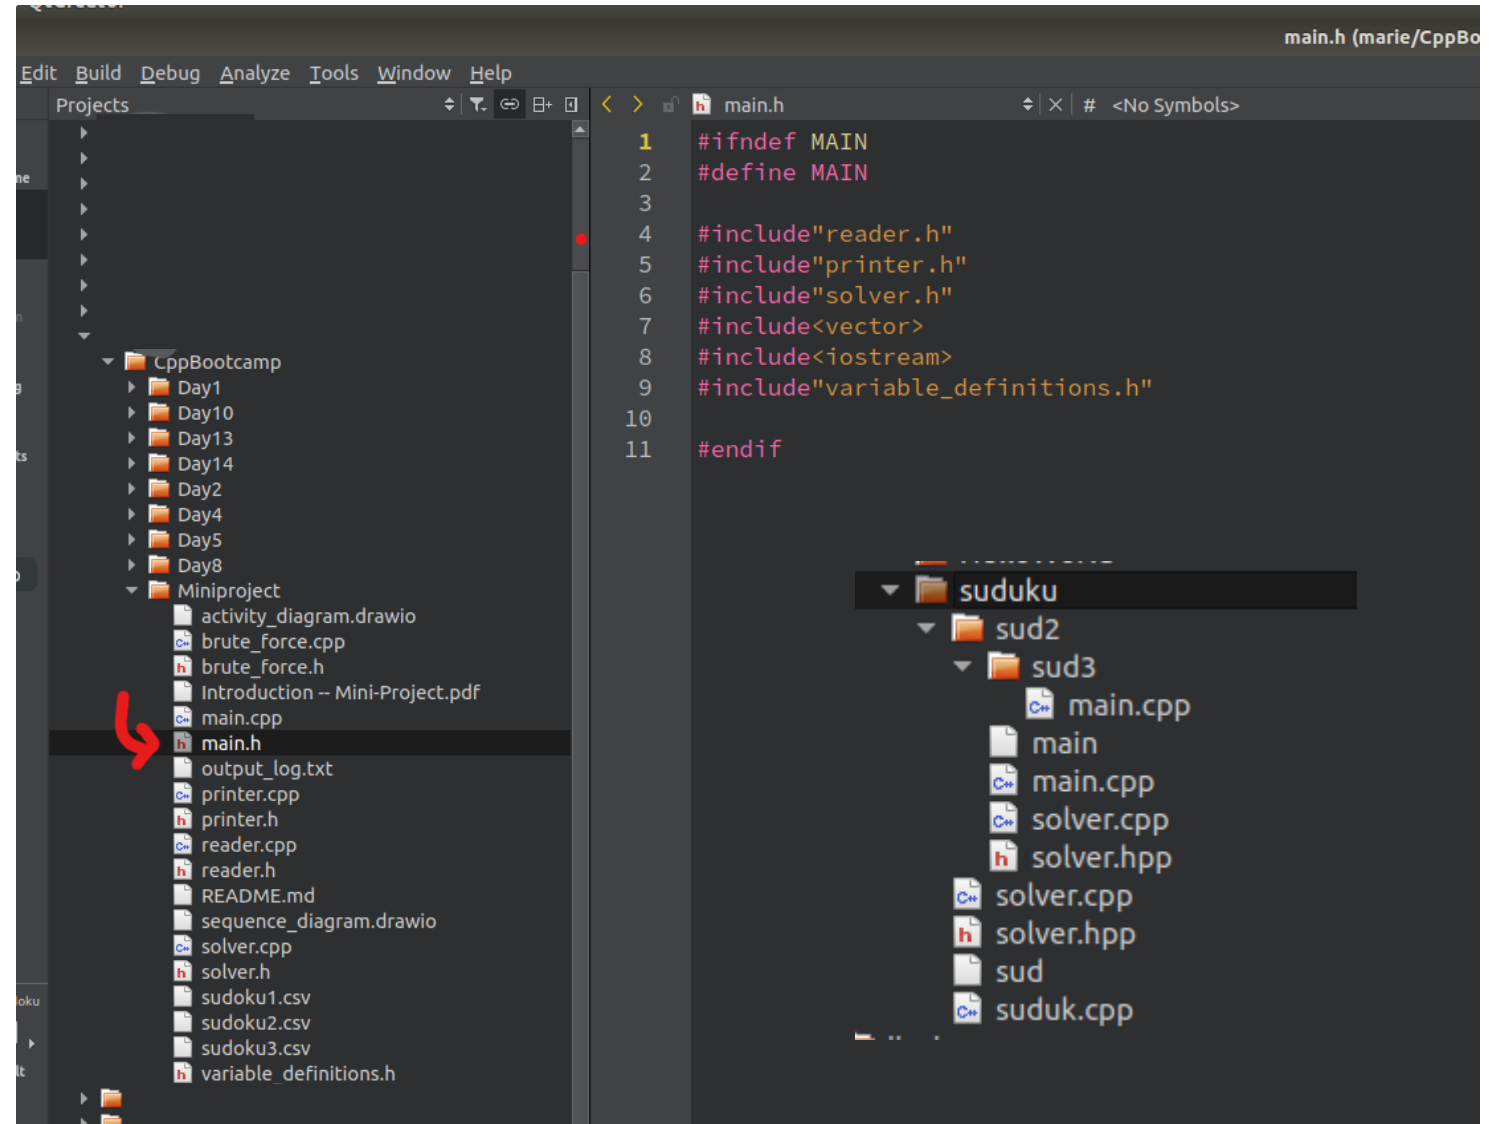 main.h (marie/CppBo
Edit Build Debug Analyze Tools Window Help
Projects
main.h
# <No Symbols>
1 #ifndef MAIN
2 #define MAIN
3
4 #include"reader.h"
5 #include"printer.h"
6 #include"solver.h"
7 #include<vector>
8 #include<iostream>
9 #include"variable_definitions.h"
10
11 #endif
CppBootcamp
Day1
Day10
Day13
Day14
Day2
Day4
Day5
Day8
Miniproject
activity_diagram.drawio
brute_force.cpp
brute_force.h
Introduction -- Mini-Project.pdf
main.cpp
main.h
output_log.txt
printer.cpp
printer.h
reader.cpp
reader.h
README.md
sequence_diagram.drawio
solver.cpp
solver.h
sudoku1.csv
sudoku2.csv
sudoku3.csv
variable_definitions.h
suduku
sud2
sud3
main.cpp
main
main.cpp
solver.cpp
solver.hpp
solver.cpp
solver.hpp
sud
suduk.cpp